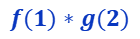 f(1) * g(2)